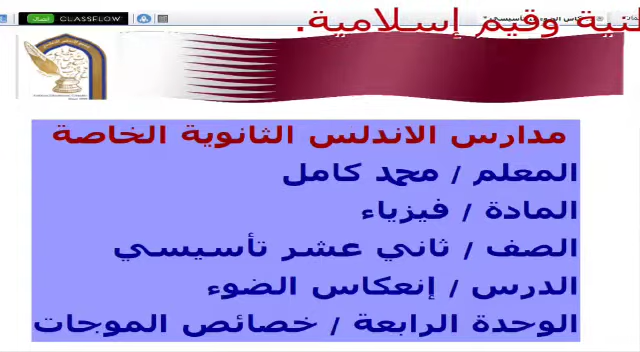 CLASSFLOW
وقيم إسلامية.
مدارس الاندلس الثانوية الخاصة
المعلم / محمد كامل
المادة / فيزياء
الصف / ثاني عشر تأسيسي
الدرس / إنعكاس الضوء
الوحدة الرابعة / خصائص الموجات